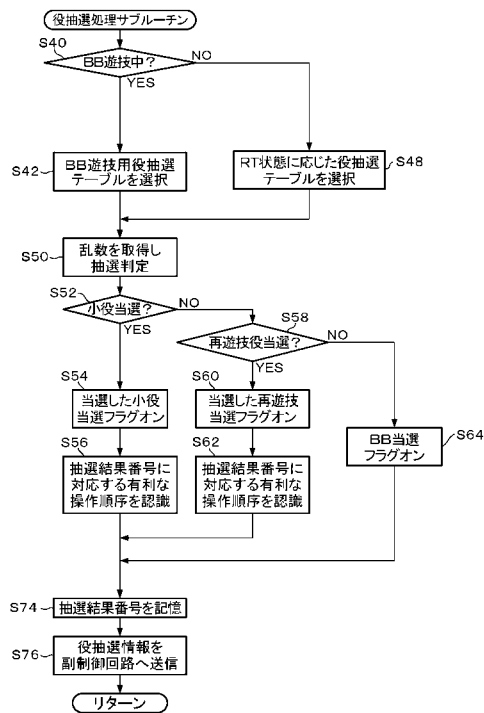 役抽選処理サブルーチン
S40
BB遊技中？
NO
YES
S42
BB遊技用役抽選
テーブルを選択
RT状態に応じた役抽選
テーブルを選択
S48
S50
乱数を取得し
抽選判定
S52
小役当選？
NO
YES
S58
再遊技役当選？
NO
YES
S54
当選した小役
当選フラグオン
S60
当選した再遊技
当選フラグオン
BB当選
フラグオン
S64
S56
抽選結果番号に
対応する有利な
操作順序を認識
S62
抽選結果番号に
対応する有利な
操作順序を認識
S74
抽選結果番号を記憶
S76
役抽選情報を
副制御回路へ送信
リターン